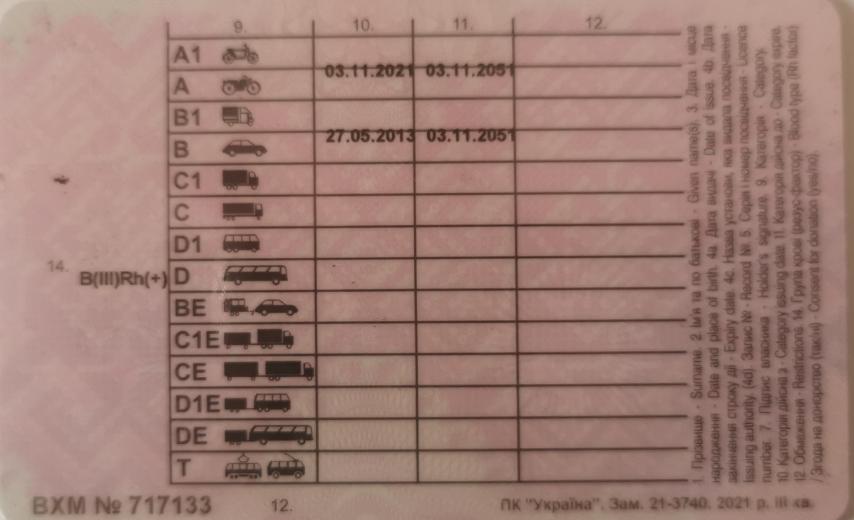 9. 10. 11. 12.
A1
03.11.2021 03.11.2051
A
B1
27.05.2013 03.11.2051
B
C1
C
D1
14. B(III)Rh(+) D
BE
C1E
CE
D1E
DE
T
BXM № 717133 12. ПК "Україна". Зам. 21-3740. 2021 р. III кв.
1. Прізвище - Surname. 2. Ім'я та по батькові - Given name(s). 3. Дата і місце
народження - Date and place of birth. 4a. Дата видачі - Date of issue. 4b. Дата
закінчення строку дії - Expiry date. 4c. Назва установи, яка видала посвідчення -
Issuing authority. (4d). Запис № - Record №. 5. Серія і номер посвідчення - Licence
number. 7. Підпис власника - Holder's signature. 9. Категорія - Category.
10. Категорія дійсна з - Category issuing date. 11. Категорія дійсна до - Category expire.
12. Обмеження - Restrictions. 14. Група крові (резус-фактор) - Blood type (Rh factor)
/ Згода на донорство (так/ні) - Consent for donation (yes/no).